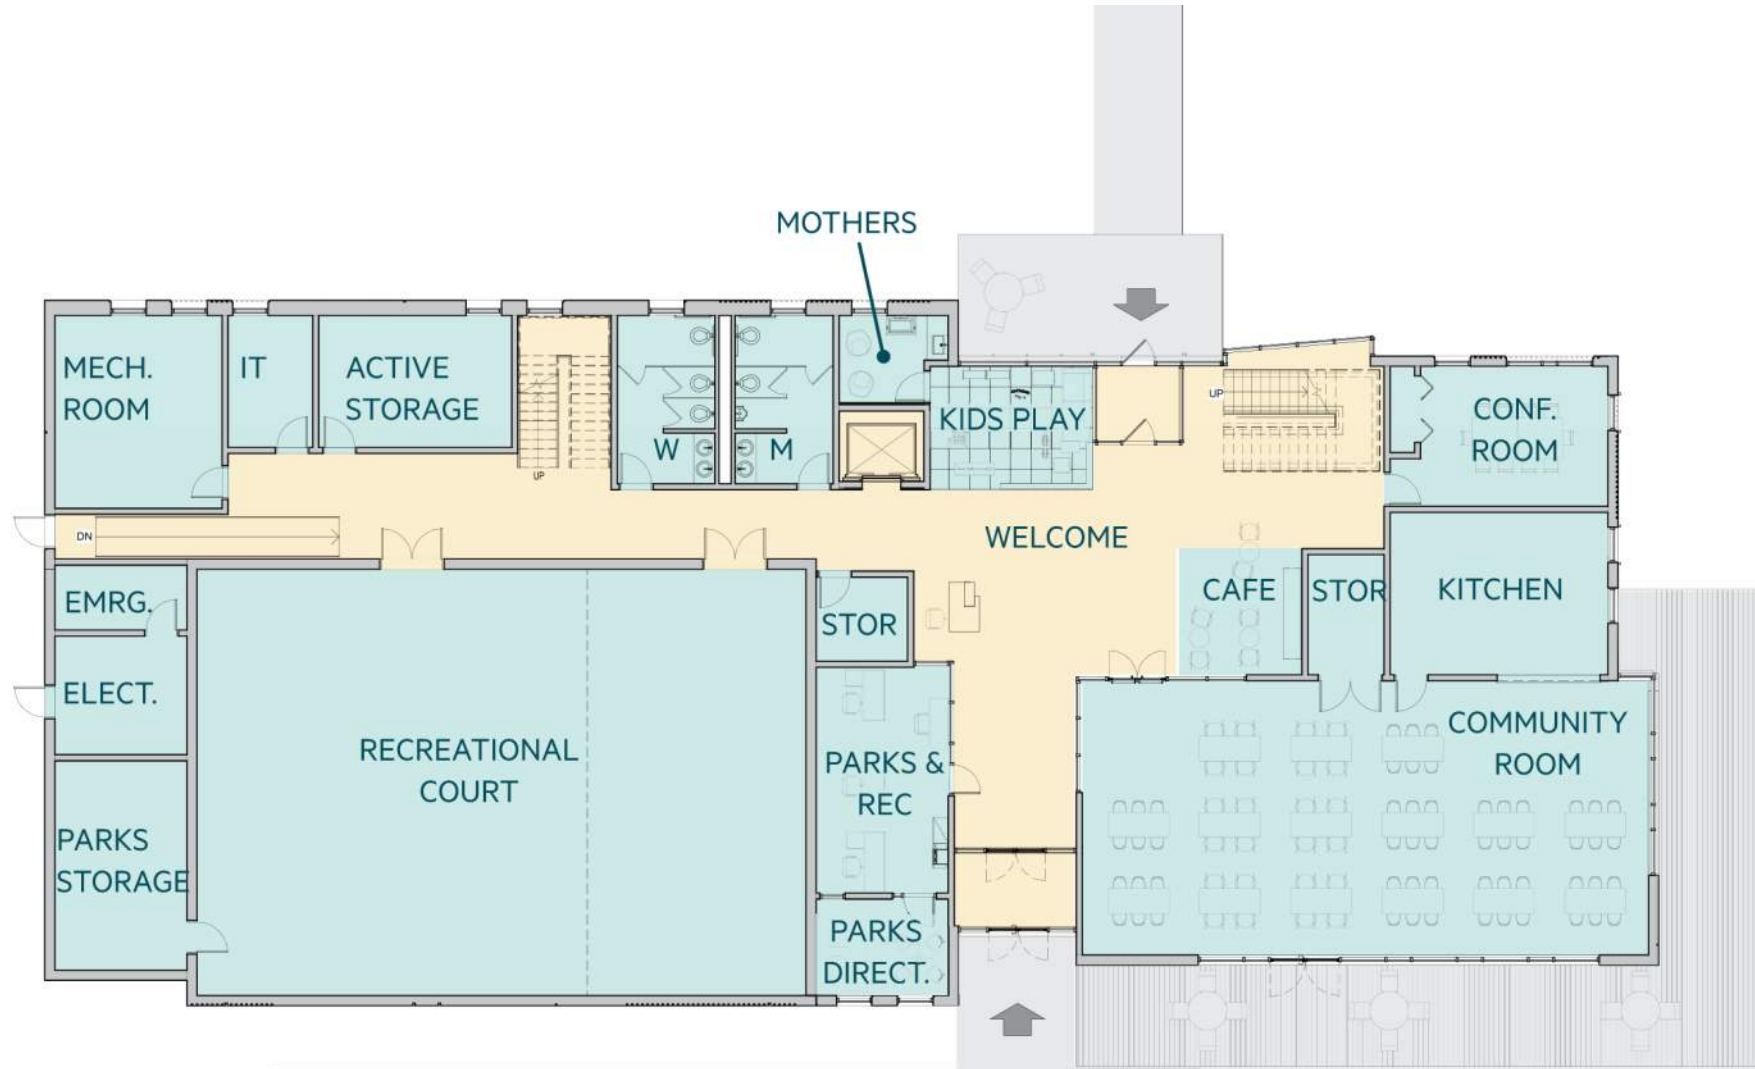 MOTHERS
MECH.
ROOM
IT
ACTIVE
STORAGE
UP
W
M
KIDS PLAY
UP
CONF.
ROOM
DN
WELCOME
EMRG.
STOR
CAFE
STOR
KITCHEN
ELECT.
RECREATIONAL
COURT
PARKS &
REC
COMMUNITY
ROOM
PARKS
STORAGE
PARKS
DIRECT.